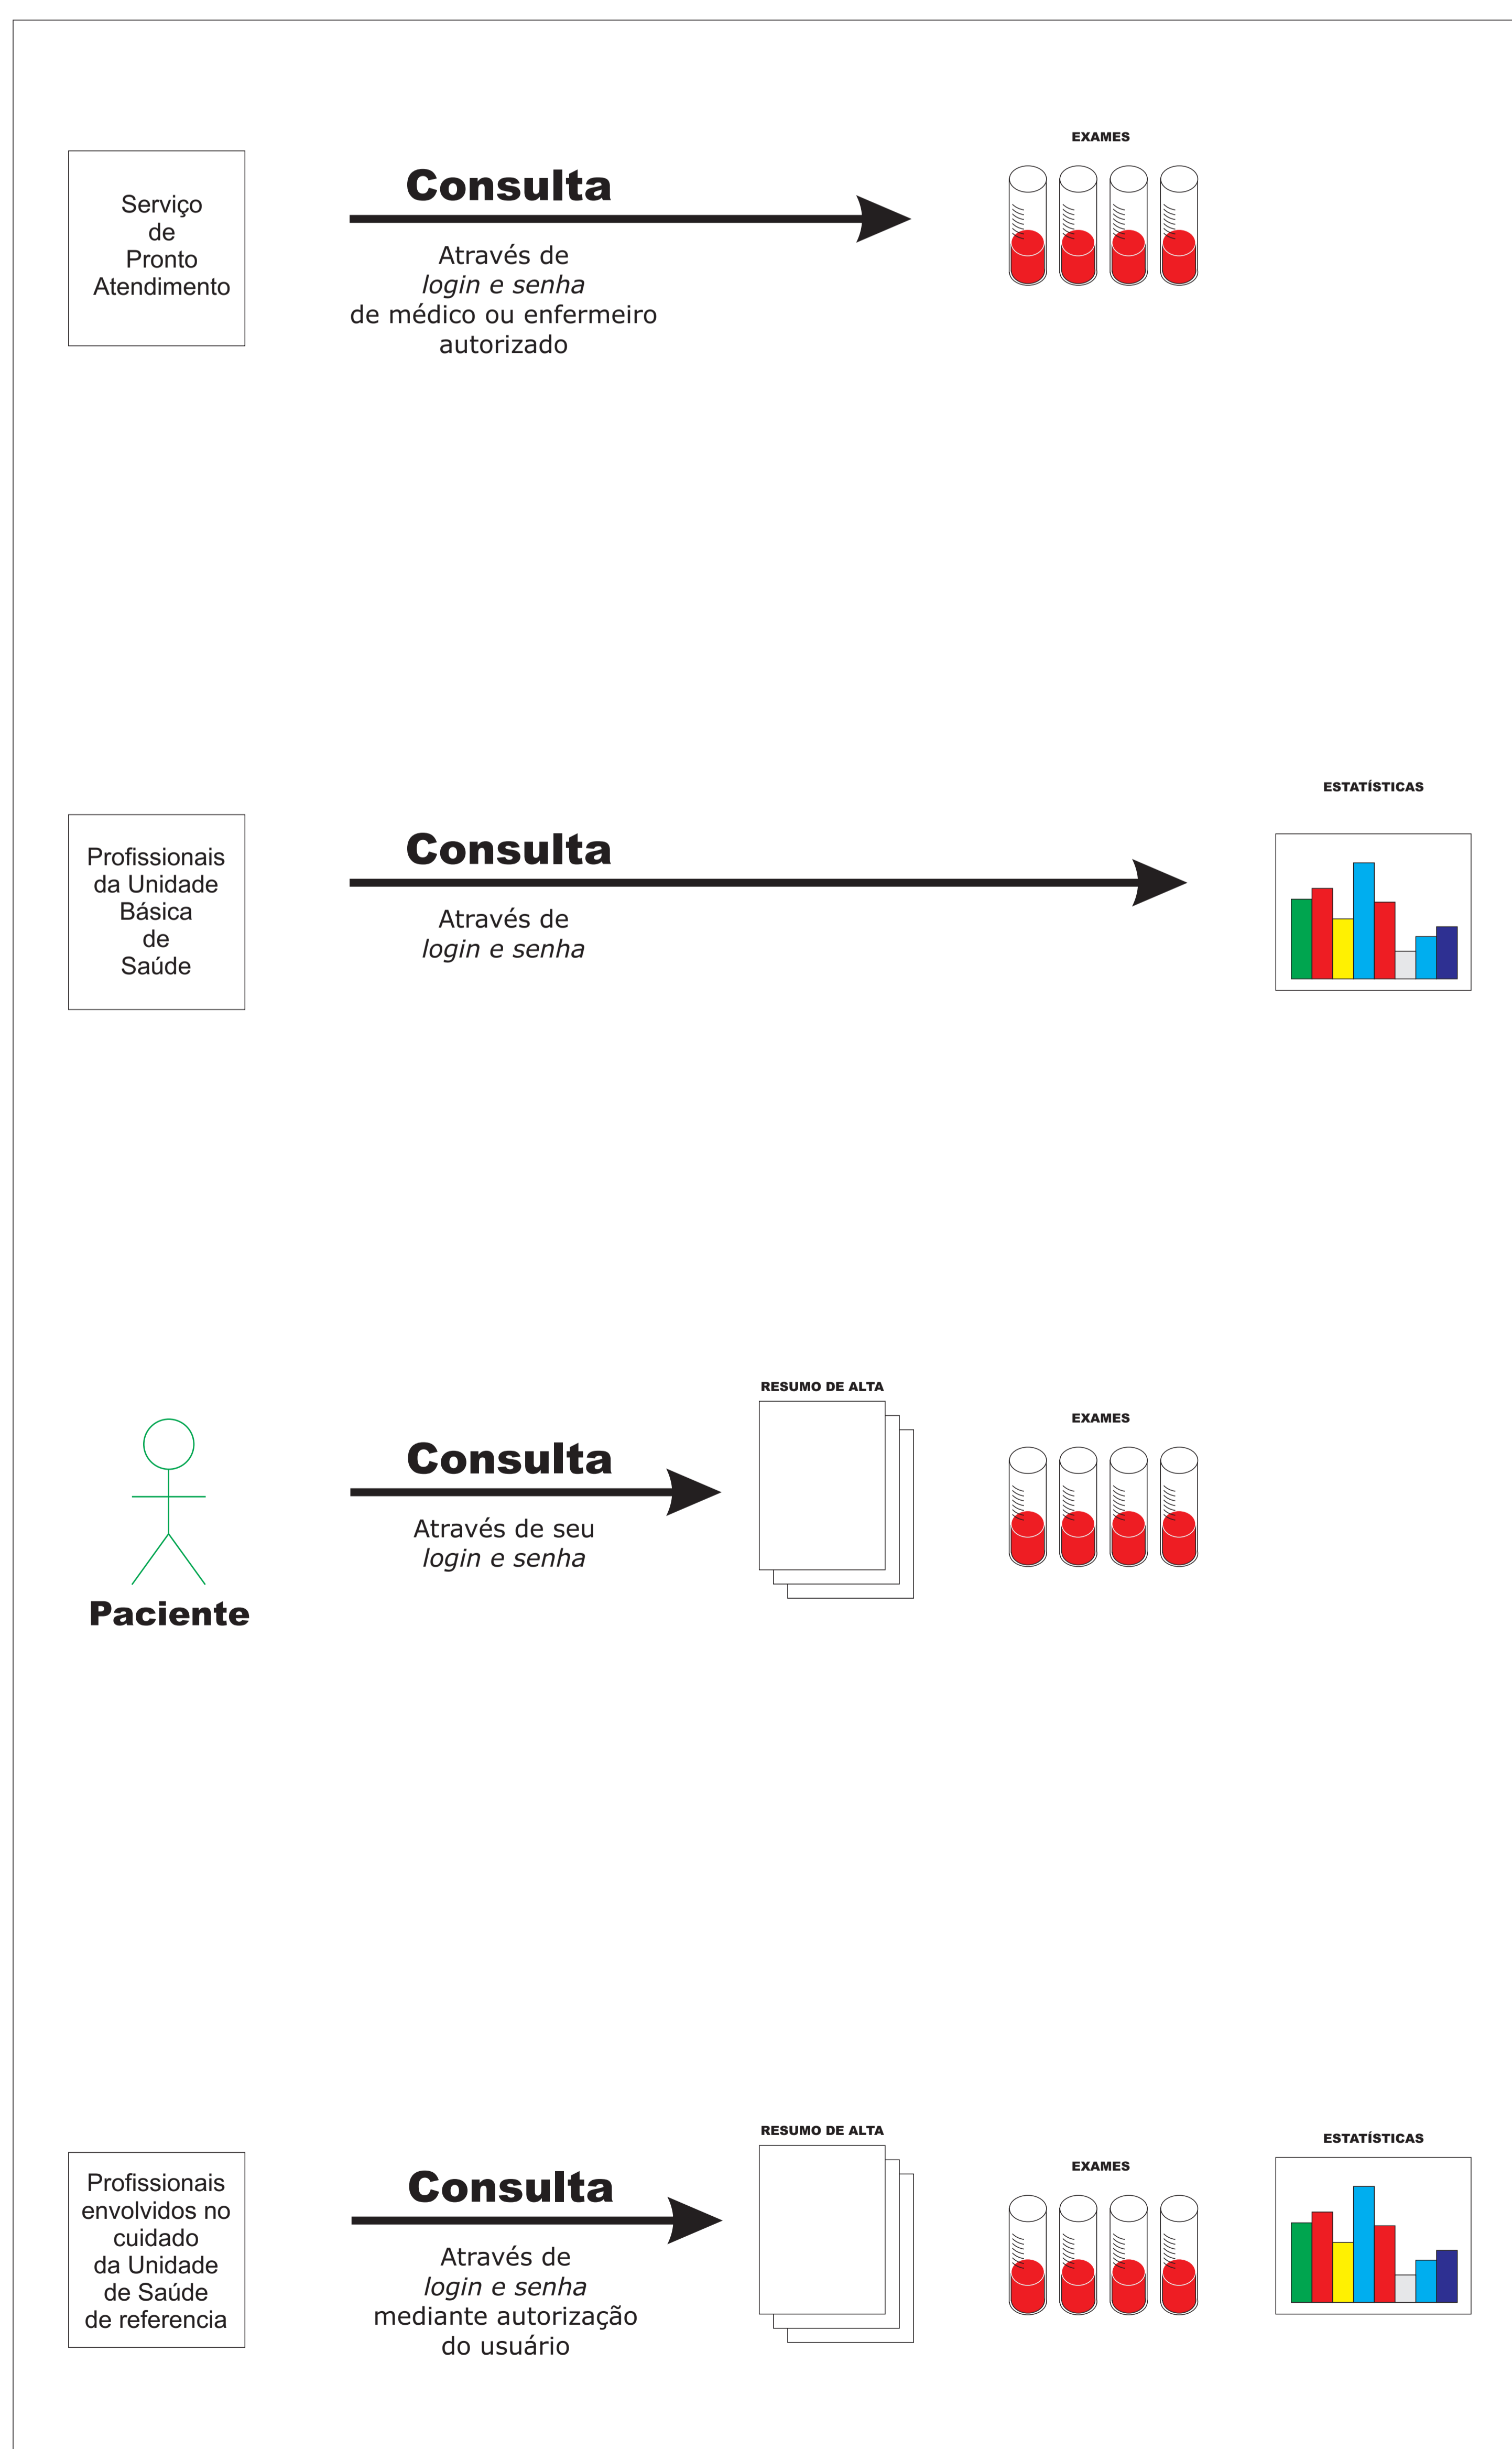 EXAMES
Consulta
Serviço
de
Pronto
Atendimento
Através de
login e senha
de médico ou enfermeiro
autorizado
ESTATÍSTICAS
Consulta
Profissionais
da Unidade
Básica
de
Saúde
Através de
login e senha
RESUMO DE ALTA
EXAMES
Consulta
Através de seu
login e senha
Paciente
RESUMO DE ALTA
ESTATÍSTICAS
EXAMES
Consulta
Profissionais
envolvidos no
cuidado
da Unidade
de Saúde
de referencia
Através de
login e senha
mediante autorização
do usuário